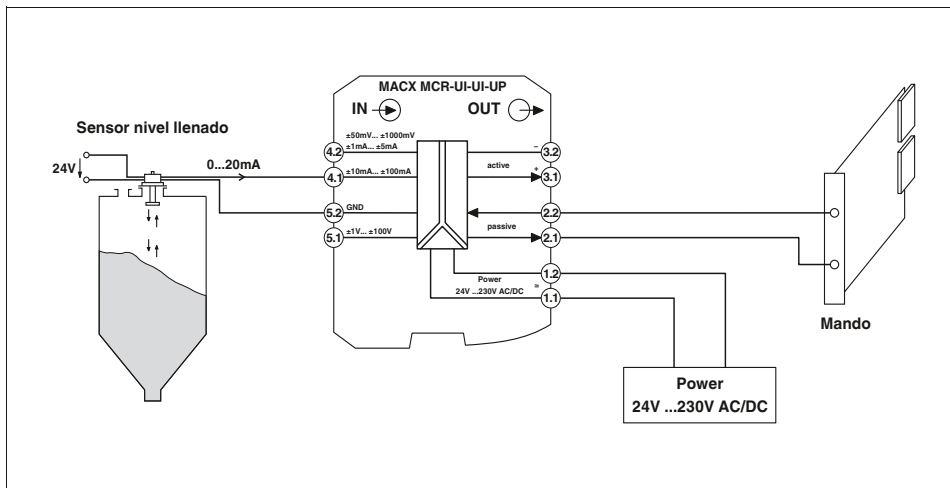 MACX MCR-UI-UI-UP
IN
OUT
Sensor nivel llenado
24V
0...20mA
±50mV... ±1000mV
±1mA... ±5mA
±10mA... ±100mA
GND
±1V... ±100V
4.2
4.1
5.2
5.1
active
passive
–
+
3.2
3.1
2.2
2.1
1.2
1.1
Power
24V ...230V AC/DC
≅
Mando
Power
24V ...230V AC/DC